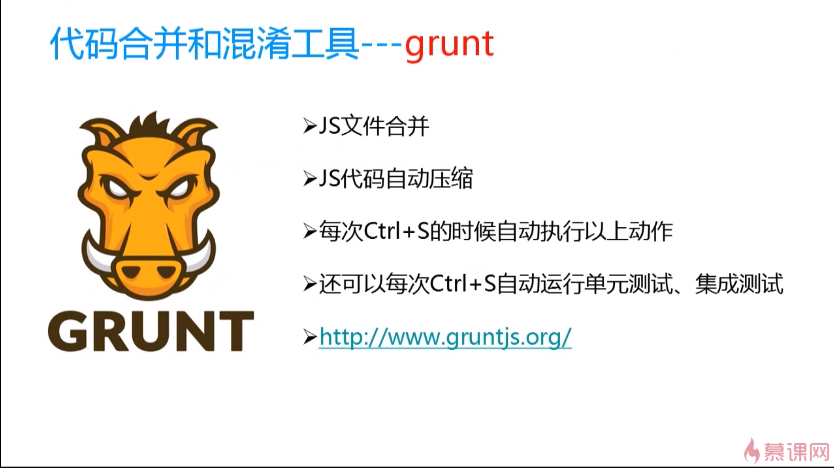 代码合并和混淆工具---grunt
➢JS文件合并
➢JS代码自动压缩
➢每次Ctrl+S的时候自动执行以上动作
➢还可以每次Ctrl+S自动运行单元测试、集成测试
➢http://www.gruntjs.org/
GRUNT
慕课网